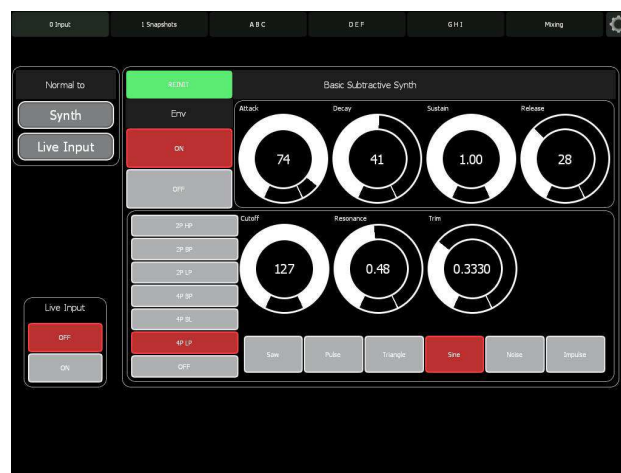 0 Input
1 Snapshots
A B C
D E F
G H I
Mixing
Normal to
Synth
Live Input
Basic Subtractive Synth
Env
ON
OFF
Attack
Decay
Sustain
Release
74
41
1.00
28
2P HP
2P BP
2P LP
4P BP
4P BL
4P LP
OFF
Cutoff
Resonance
Trim
127
0.48
0.3330
Saw
Pulse
Triangle
Sine
Noise
Impulse
Live Input
OFF
ON